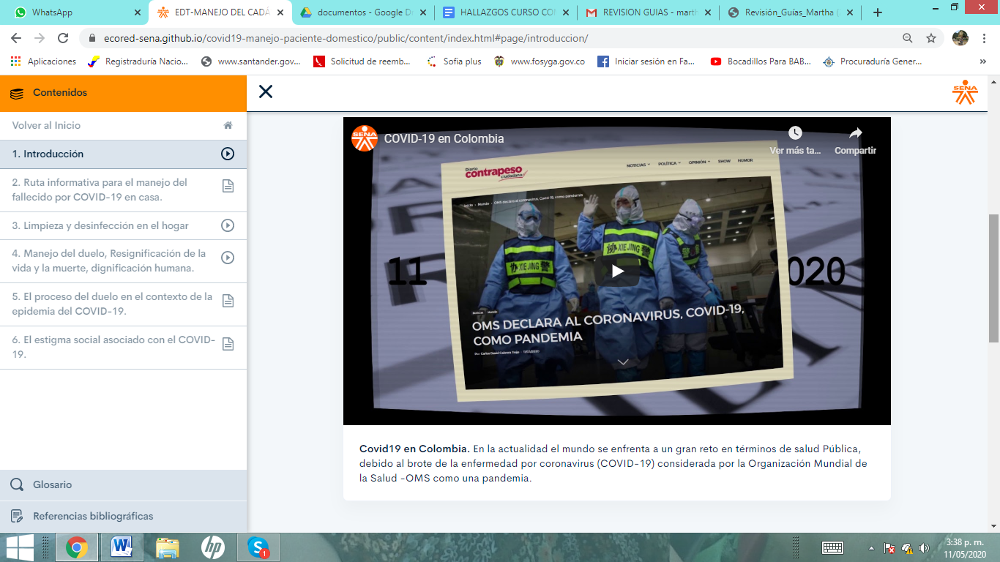 WhatsApp
EDT-MANEJO DEL CADÁ
documentos - Google Dr
HALLAZGOS CURSO CO
REVISION GUIAS - marth
Revisión_Guías_Martha (
ecored-sena.github.io/covid19-manejo-paciente-domestico/public/content/index.html#page/introduccion/
Aplicaciones
Registraduría Nacio...
www.santander.gov...
Solicitud de reemb...
Sofia plus
www.fosyga.gov.co
Iniciar sesión en Fa...
Bocadillos Para BAB...
Procuraduría Gener...
»
Contenidos
SENA
Volver al Inicio
1. Introducción
2. Ruta informativa para el manejo del
fallecido por COVID-19 en casa.
3. Limpieza y desinfección en el hogar
4. Manejo del duelo, Resignificación de la
vida y la muerte, dignificación humana.
5. El proceso del duelo en el contexto de la
epidemia del COVID-19.
6. El estigma social asociado con el COVID-
19.
Glosario
Referencias bibliográficas
SENA
COVID-19 en Colombia
Ver más ta...
Compartir
Diario
contrapeso
ciudadano
NOTICIAS
POLÍTICA
OPINIÓN
SHOW
HUMOR
Inicio › Mundo › OMS declara al coronavirus, Covid-19, como pandemia
11
020
协 XIE JING
协 XIE JING
Noticias Mundo
OMS DECLARA AL CORONAVIRUS, COVID-19,
COMO PANDEMIA
Covid19 en Colombia. En la actualidad el mundo se enfrenta a un gran reto en términos de salud Pública,
debido al brote de la enfermedad por coronavirus (COVID-19) considerada por la Organización Mundial de
la Salud -OMS como una pandemia.
hp
1
3:38 p. m.
11/05/2020